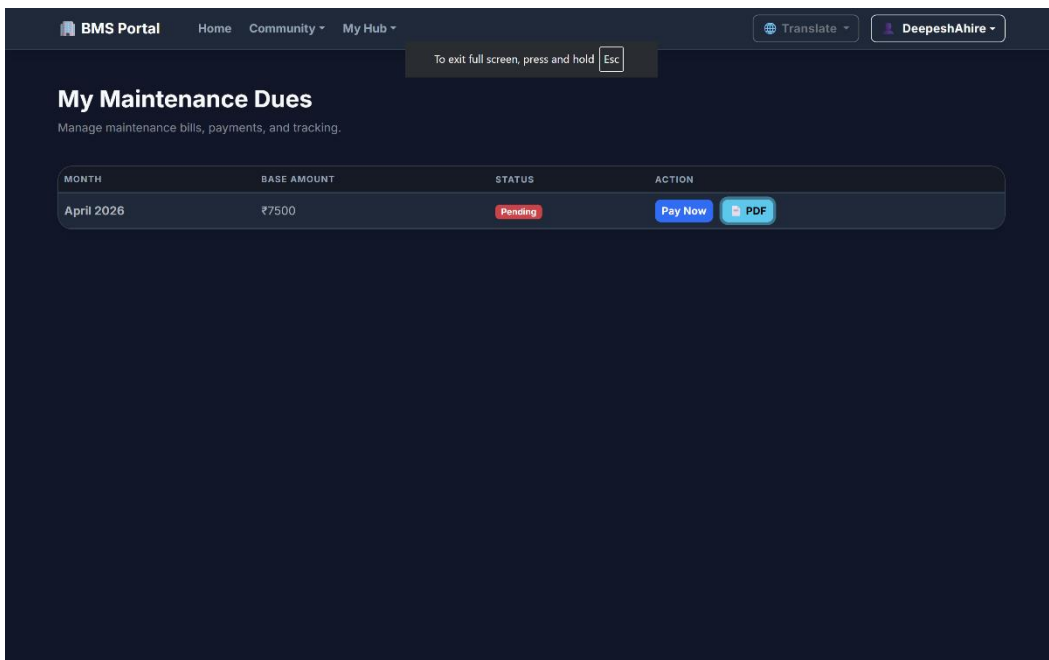 BMS Portal Home Community My Hub Translate DeepeshAhire
To exit full screen, press and hold Esc
My Maintenance Dues
Manage maintenance bills, payments, and tracking.
MONTH BASE AMOUNT STATUS ACTION
April 2026 ₹7500 Pending Pay Now PDF